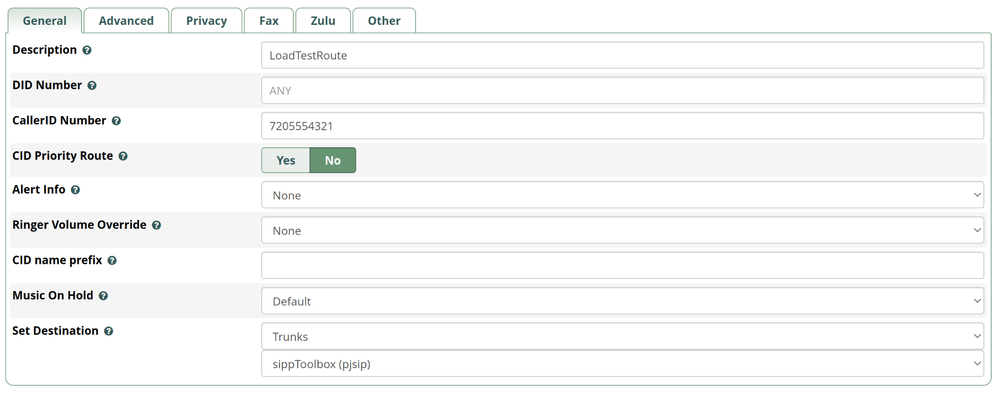 General Advanced Privacy Fax Zulu Other
Description LoadTestRoute
DID Number ANY
CallerID Number 7205554321
CID Priority Route Yes No
Alert Info None
Ringer Volume Override None
CID name prefix
Music On Hold Default
Set Destination Trunks
sippToolbox (pjsip)